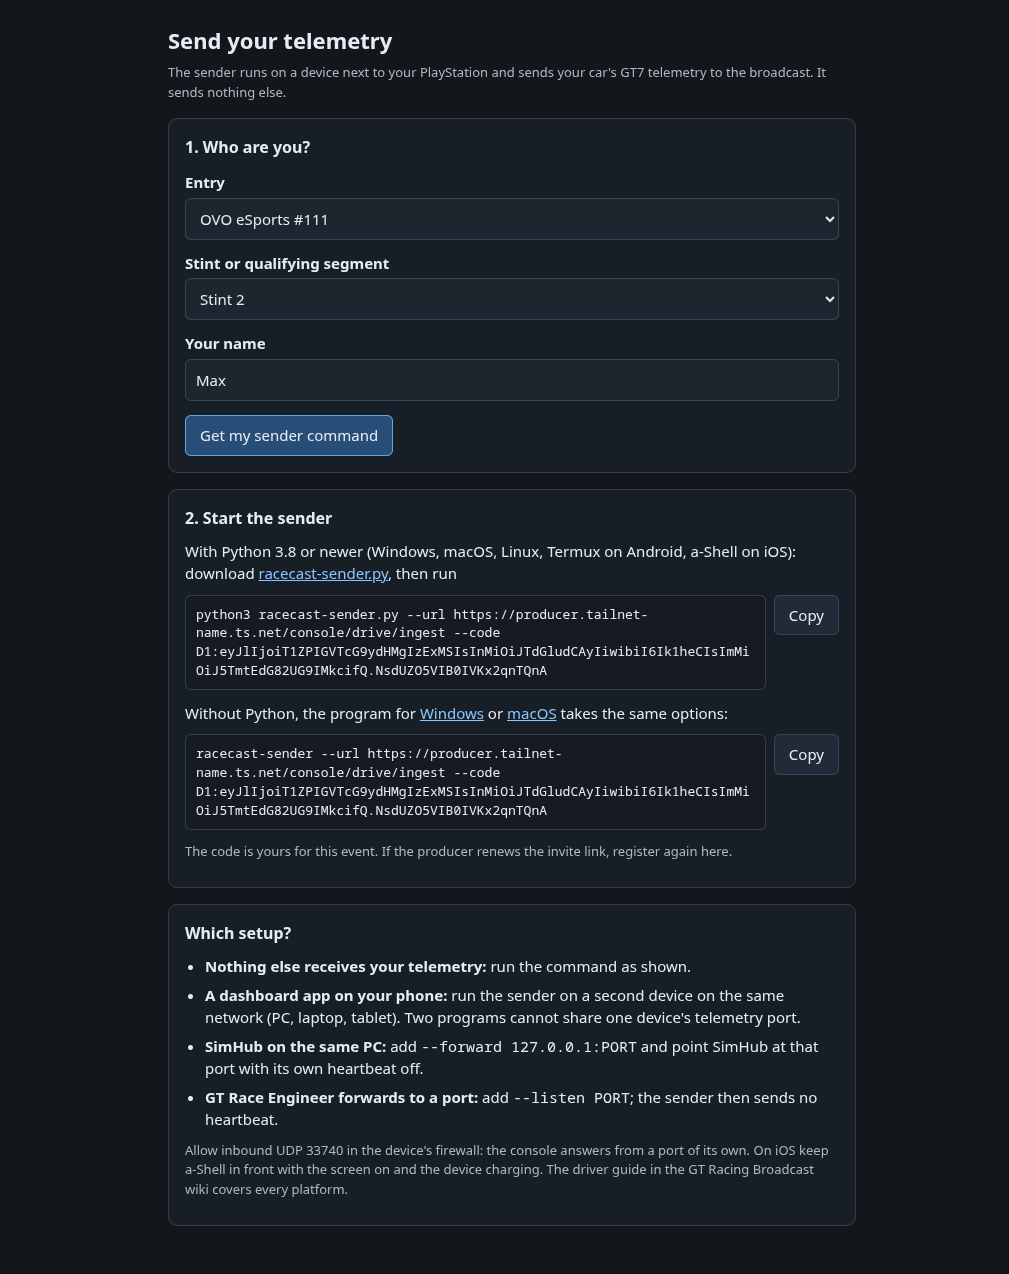 Send your telemetry
The sender runs on a device next to your PlayStation and sends your car's GT7 telemetry to the broadcast. It
sends nothing else.
1. Who are you?
Entry
OVO eSports #111
Stint or qualifying segment
Stint 2
Your name
Max
Get my sender command
2. Start the sender
With Python 3.8 or newer (Windows, macOS, Linux, Termux on Android, a-Shell on iOS):
download racecast-sender.py, then run
python3 racecast-sender.py --url https://producer.tailnet-
name.ts.net/console/drive/ingest --code
D1:eyJlIjoiT1ZPIGVTcG9ydHMgIzExMSIsInMiOiJTdGludCAyIiwibiI6Ik1heCIsImMi
OiJ5TmtEdG82UG9IMkcifQ.NsdUZO5VIB0IVKx2qnTQnA
Copy
Without Python, the program for Windows or macOS takes the same options:
racecast-sender --url https://producer.tailnet-
name.ts.net/console/drive/ingest --code
D1:eyJlIjoiT1ZPIGVTcG9ydHMgIzExMSIsInMiOiJTdGludCAyIiwibiI6Ik1heCIsImMi
OiJ5TmtEdG82UG9IMkcifQ.NsdUZO5VIB0IVKx2qnTQnA
Copy
The code is yours for this event. If the producer renews the invite link, register again here.
Which setup?
• Nothing else receives your telemetry: run the command as shown.
• A dashboard app on your phone: run the sender on a second device on the same
network (PC, laptop, tablet). Two programs cannot share one device's telemetry port.
• SimHub on the same PC: add --forward 127.0.0.1:PORT and point SimHub at that
port with its own heartbeat off.
• GT Race Engineer forwards to a port: add --listen PORT; the sender then sends no
heartbeat.
Allow inbound UDP 33740 in the device's firewall: the console answers from a port of its own. On iOS keep
a-Shell in front with the screen on and the device charging. The driver guide in the GT Racing Broadcast
wiki covers every platform.